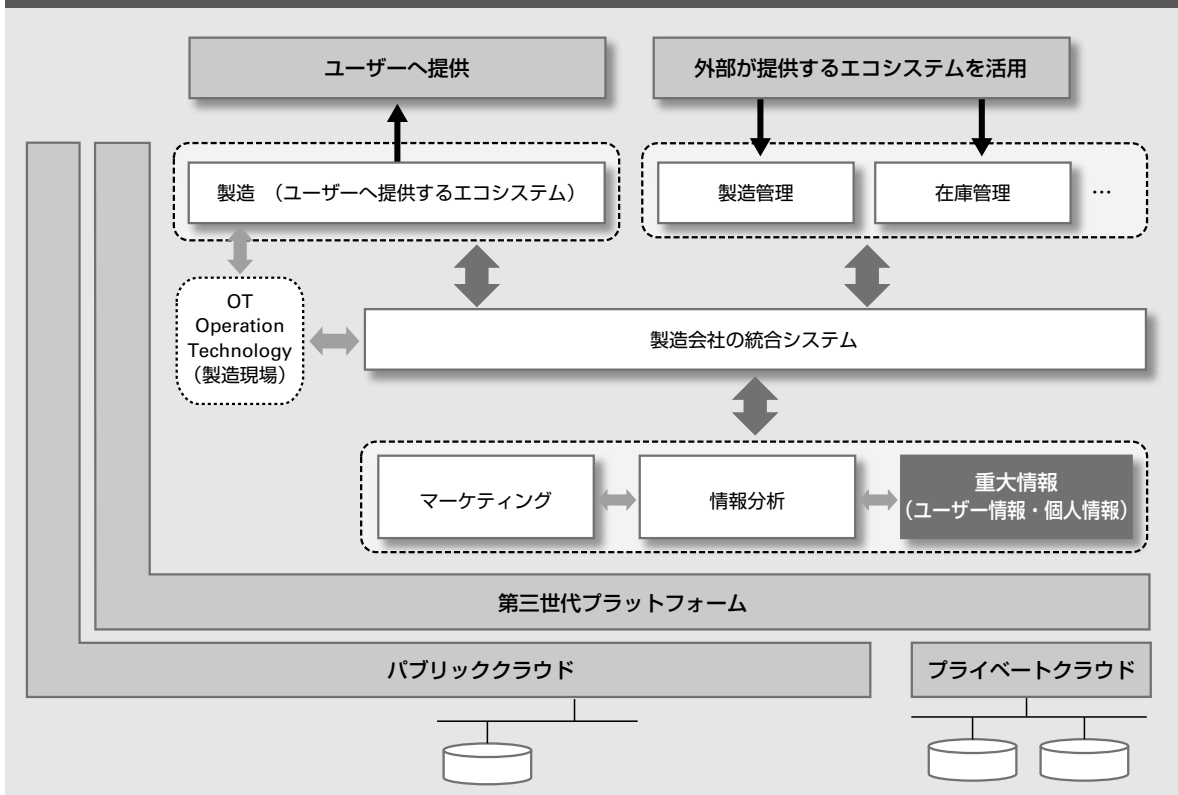 ユーザーへ提供
外部が提供するエコシステムを活用
製造 （ユーザーへ提供するエコシステム）
製造管理
在庫管理
…
OT
Operation
Technology
（製造現場）
製造会社の統合システム
マーケティング
情報分析
重大情報
（ユーザー情報・個人情報）
第三世代プラットフォーム
パブリッククラウド
プライベートクラウド